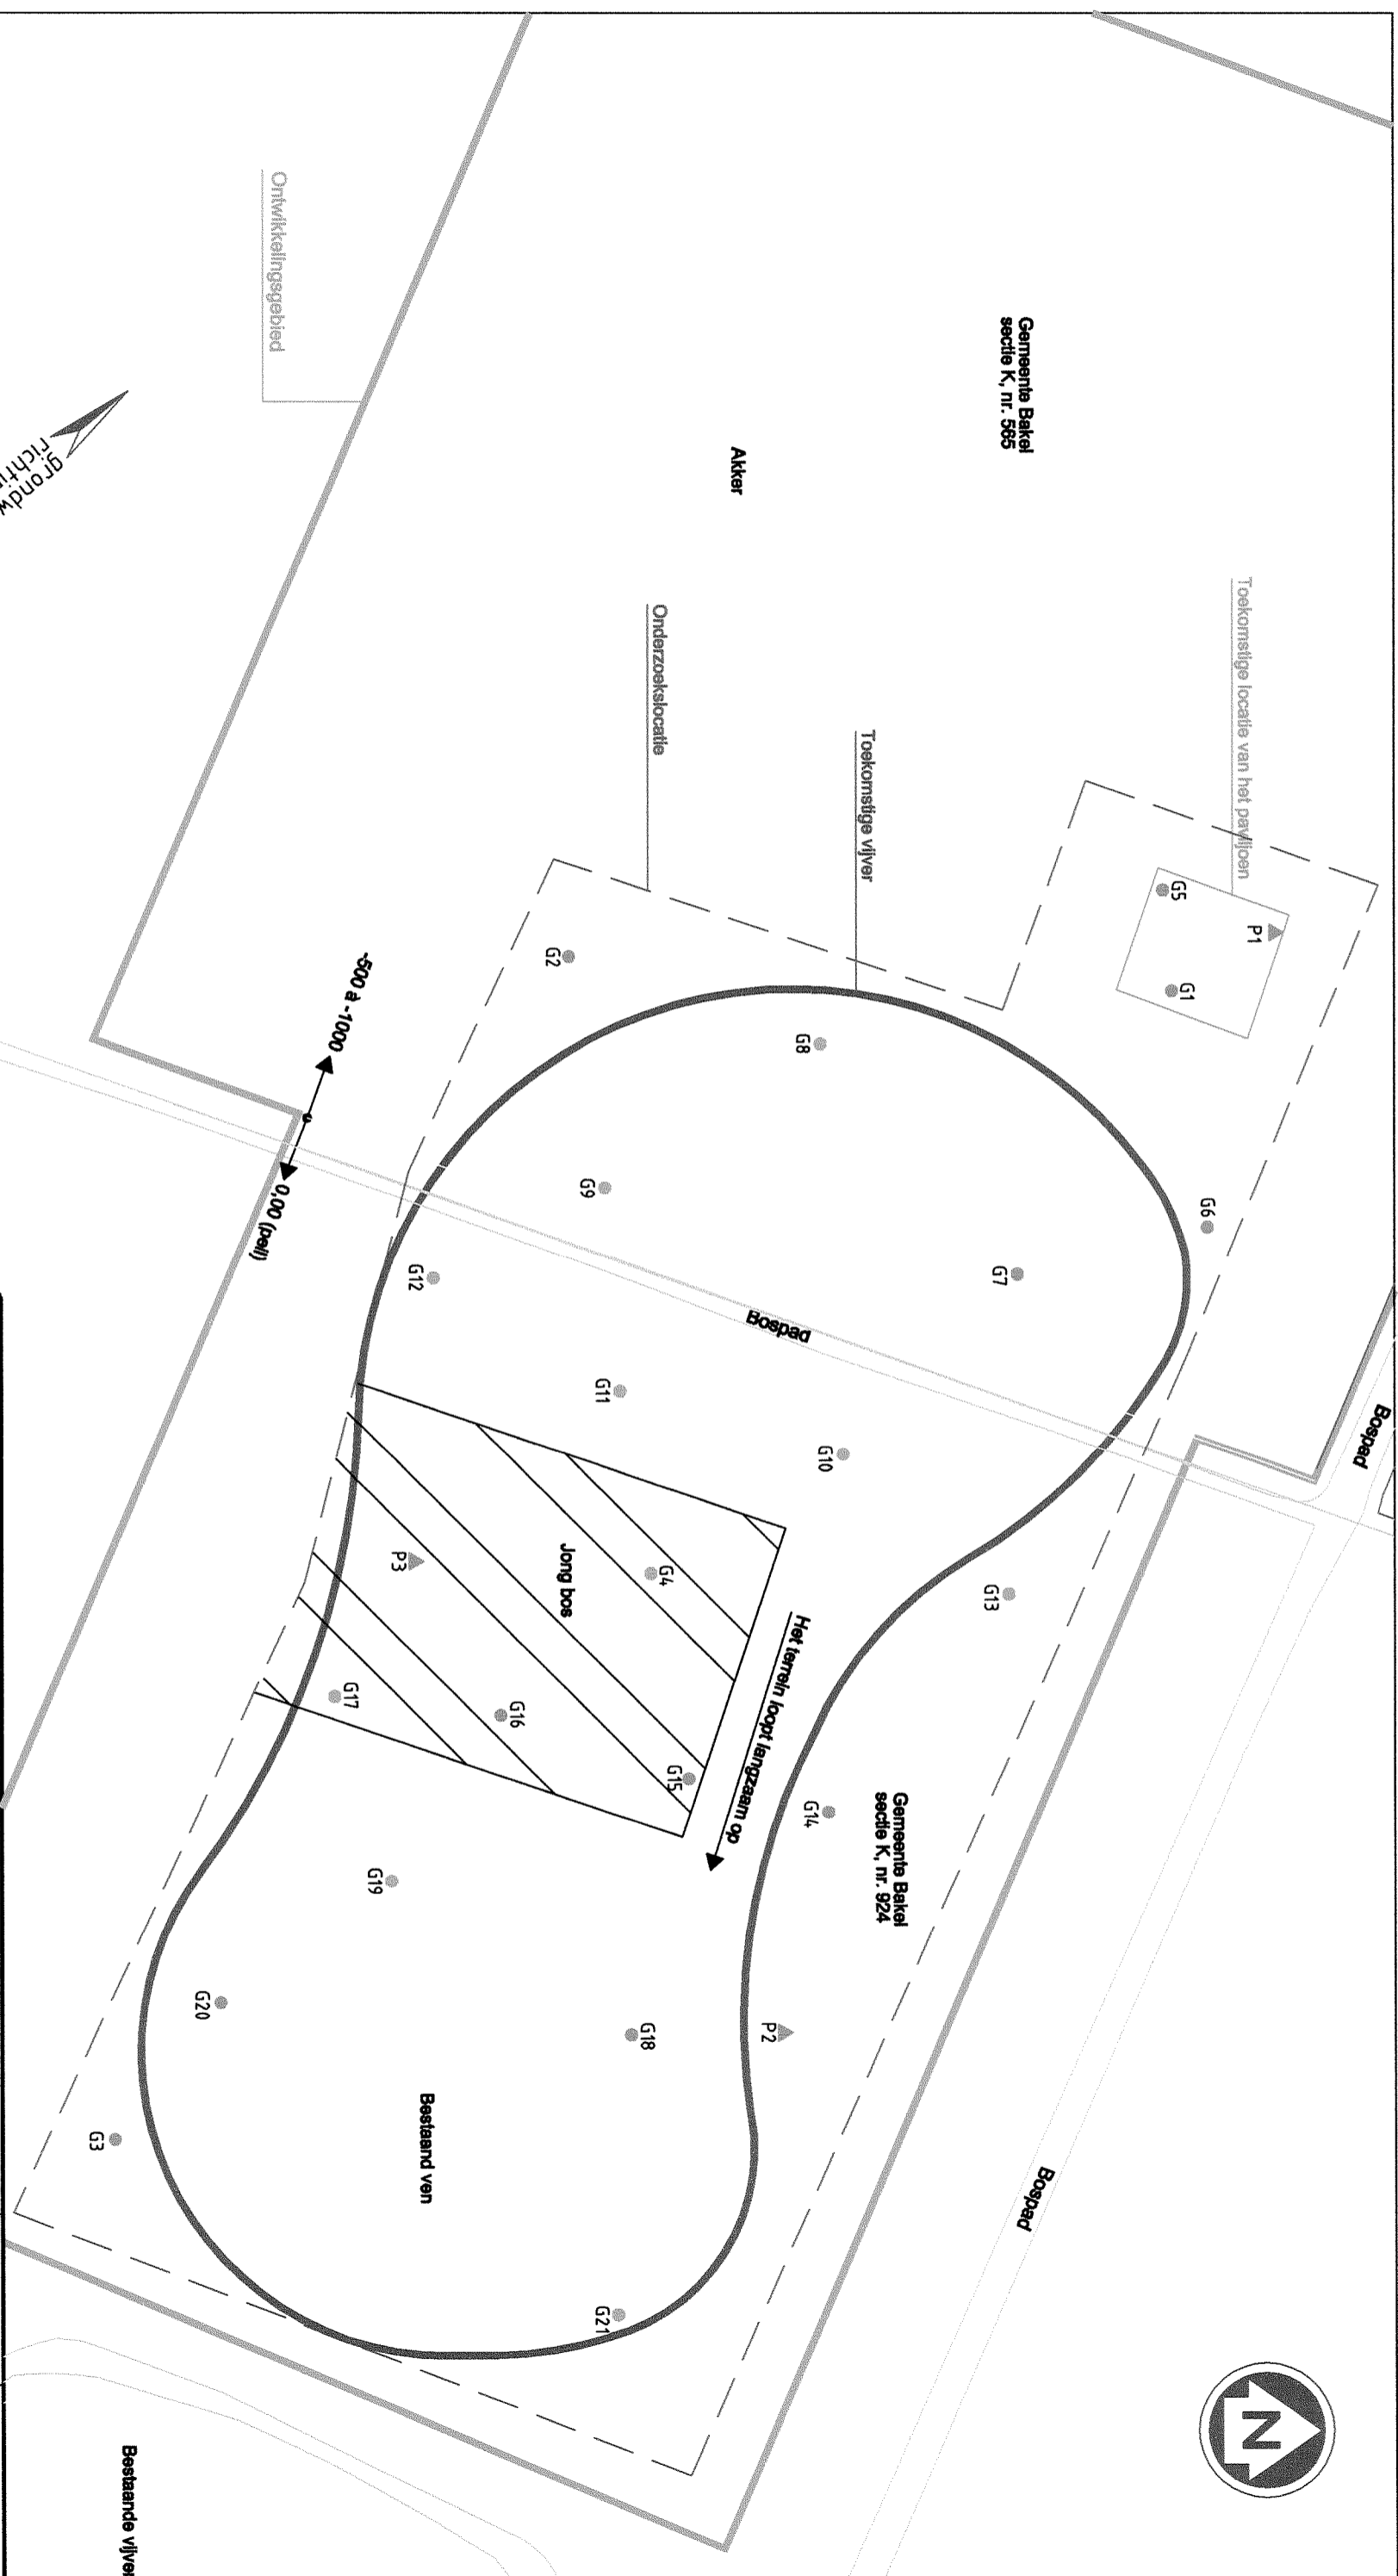 Gemeente Bakel
sectie K, nr. 565
Akker
Ontwikkelingsgebied
Toekomstige locatie van het paviljoen
Onderzoekslocatie
Toekomstige vijver
G5
P1
G1
G2
G8
-500 à -1000
0,00 (peil)
G6
G9
G7
G12
Bospad
Bospad
G11
G10
G13
P3
Jong bos
G4
Het terrein loopt langzaam op
G17
G16
G15
G14
Gemeente Bakel
sectie K, nr. 924
G19
G20
G18
P2
Bestaand ven
G3
Bospad
G21
N
Bestaande vijver